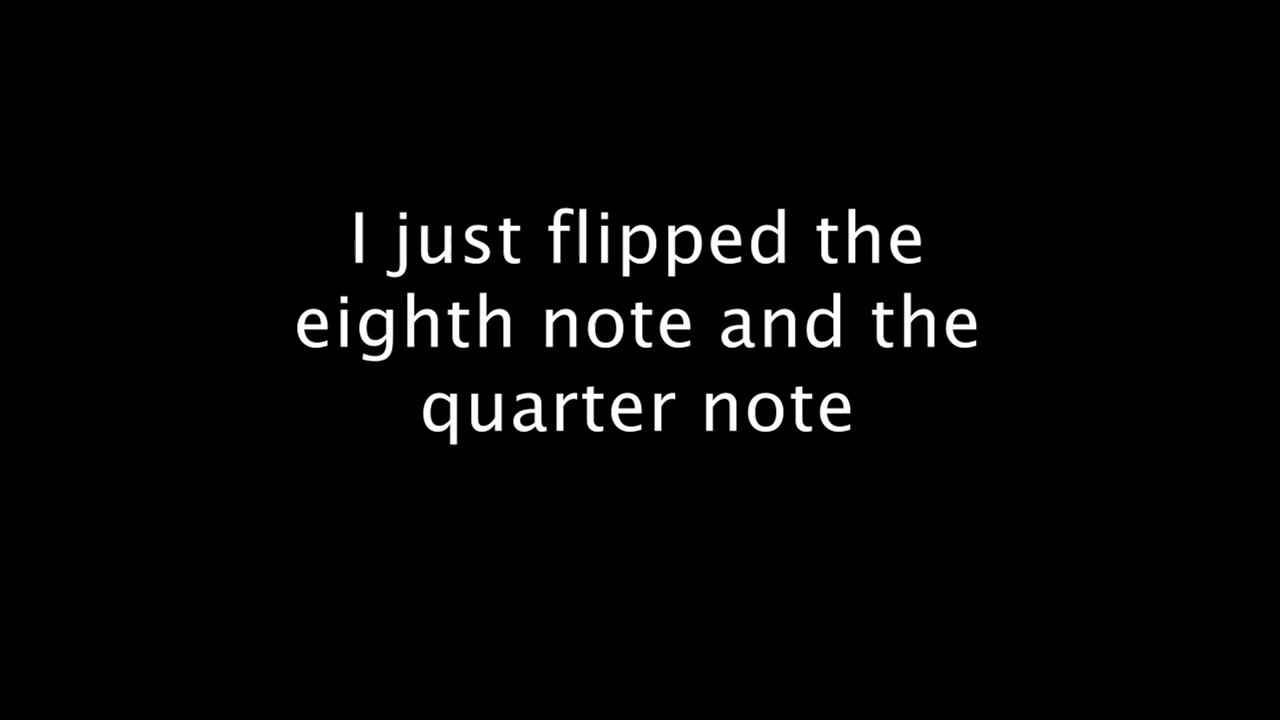 I just flipped the
eighth note and the
quarter note